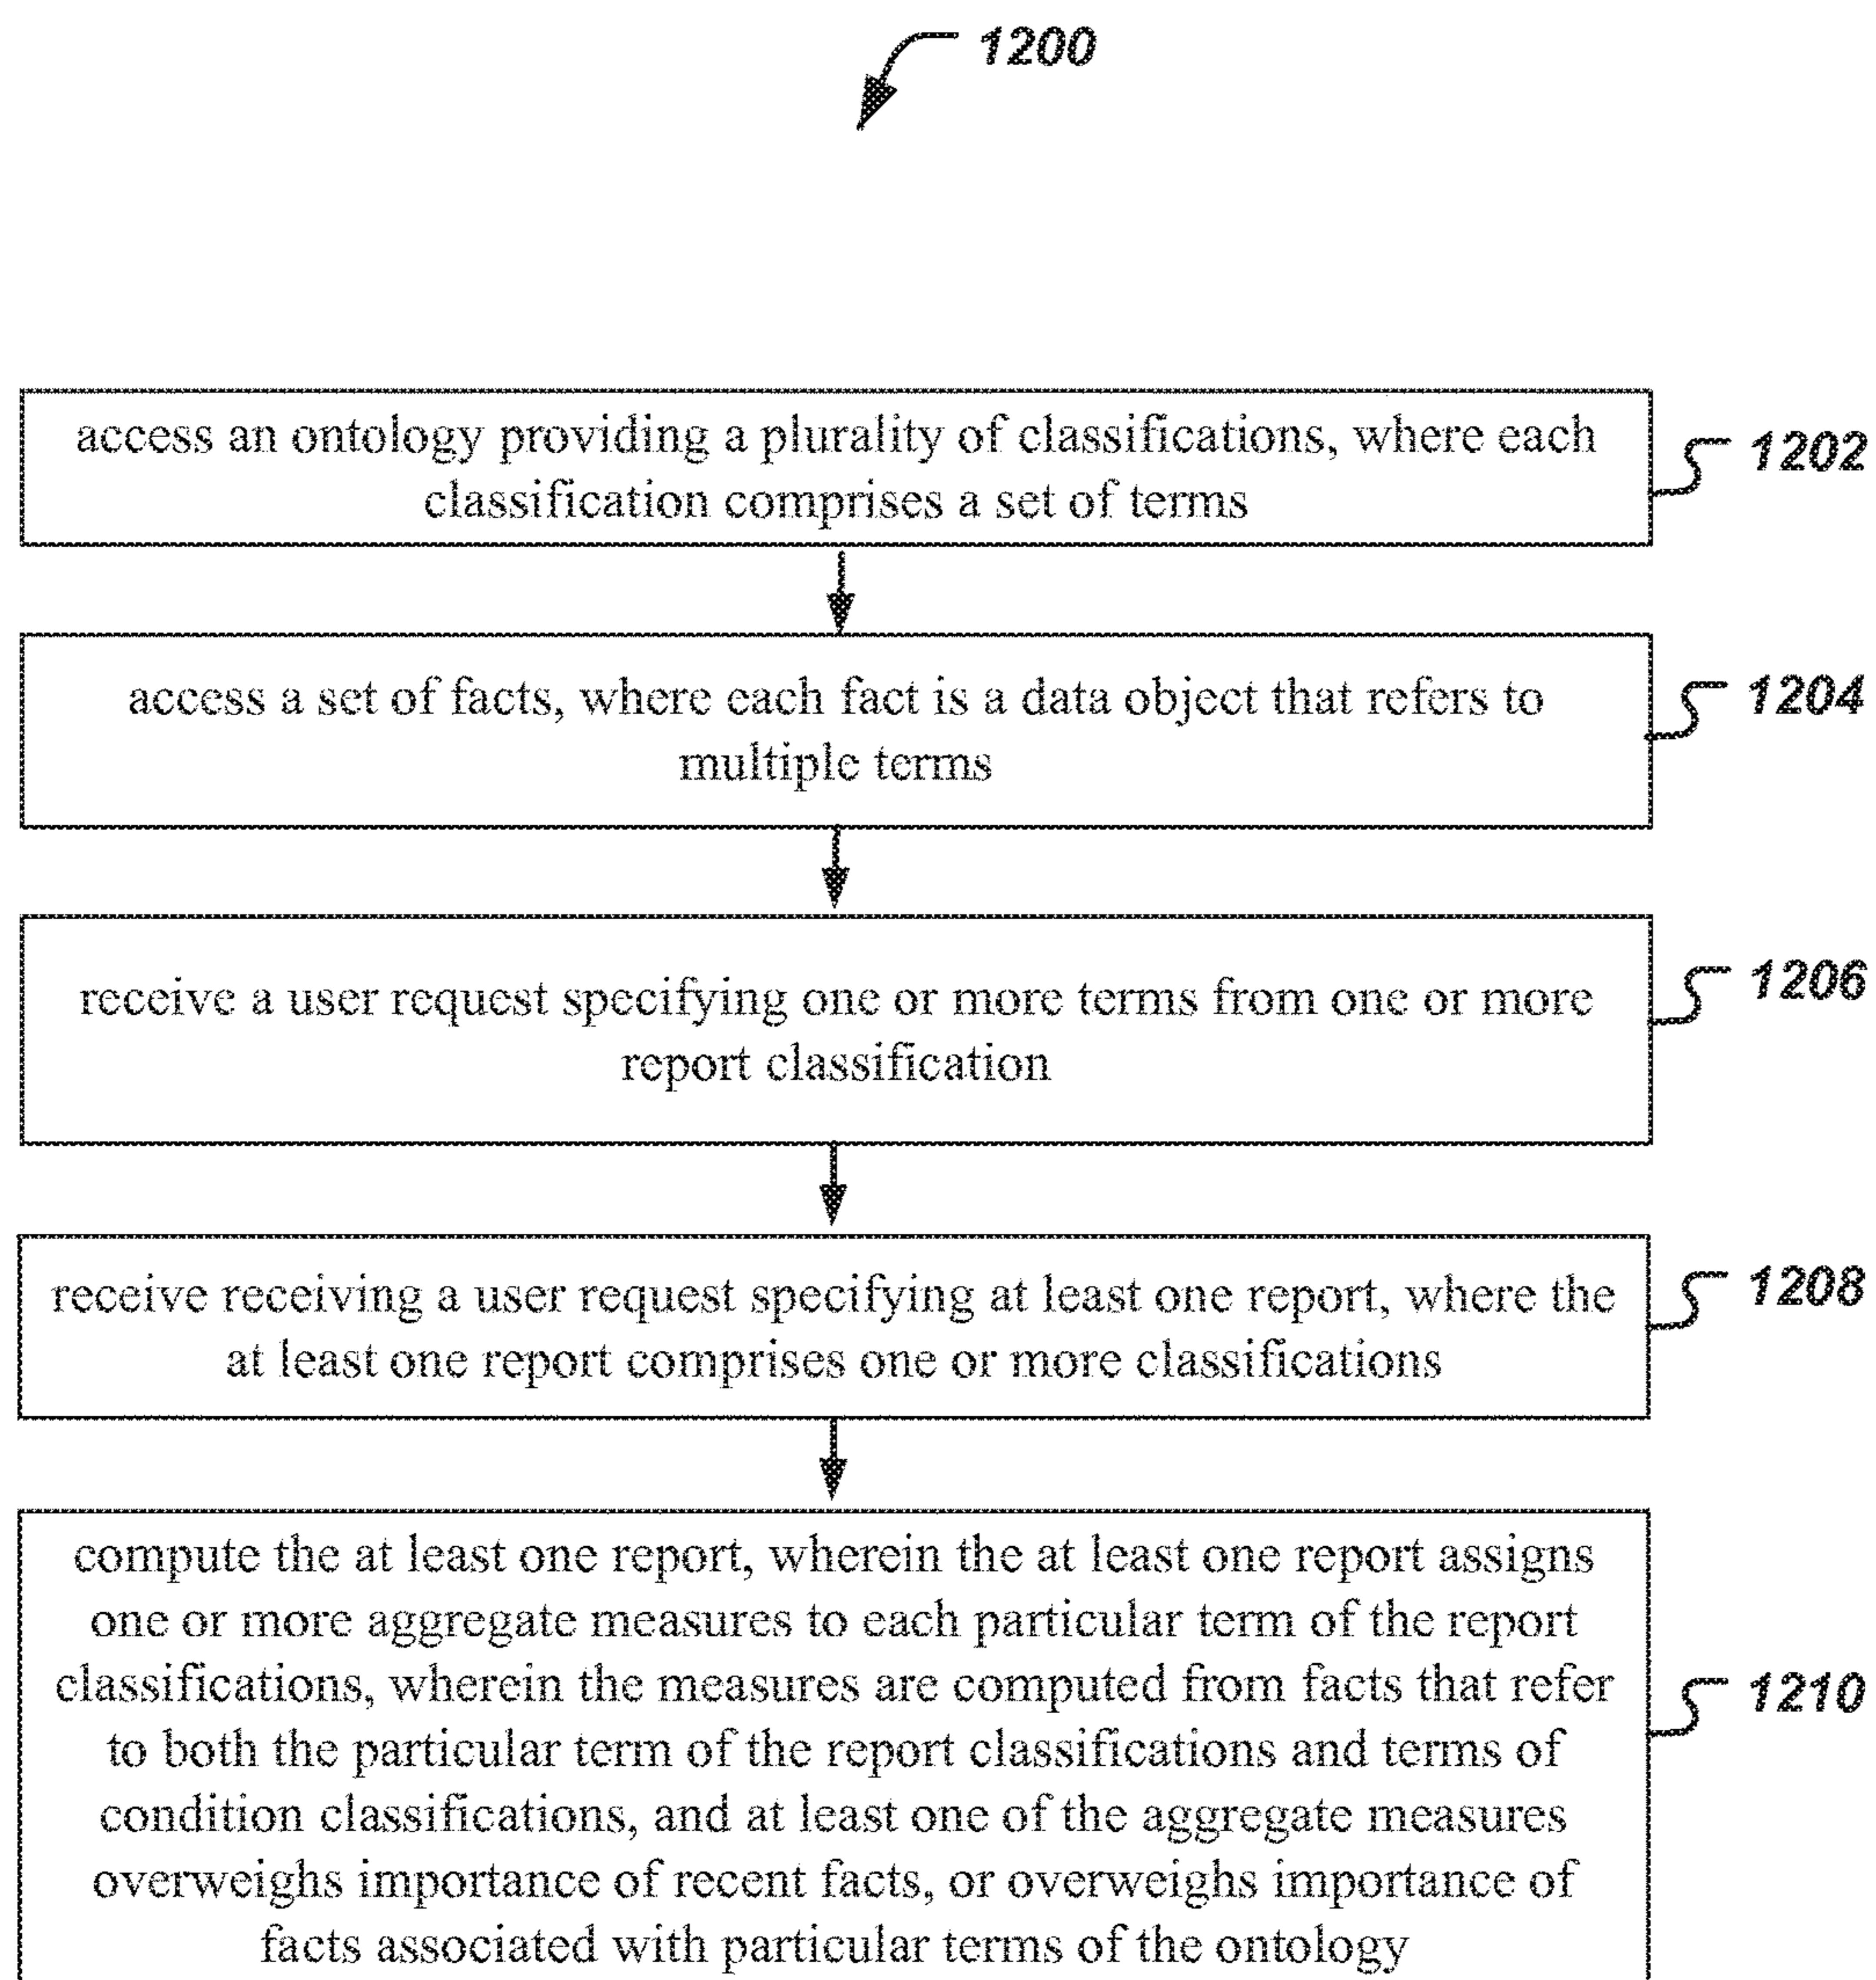 1200
access an ontology providing a plurality of classifications, where each
classification comprises a set of terms
1202
access a set of facts, where each fact is a data object that refers to
multiple terms
1204
receive a user request specifying one or more terms from one or more
report classification
1206
receive receiving a user request specifying at least one report, where the
at least one report comprises one or more classifications
1208
compute the at least one report, wherein the at least one report assigns
one or more aggregate measures to each particular term of the report
classifications, wherein the measures are computed from facts that refer
to both the particular term of the report classifications and terms of
condition classifications, and at least one of the aggregate measures
overweighs importance of recent facts, or overweighs importance of
facts associated with particular terms of the ontology
1210